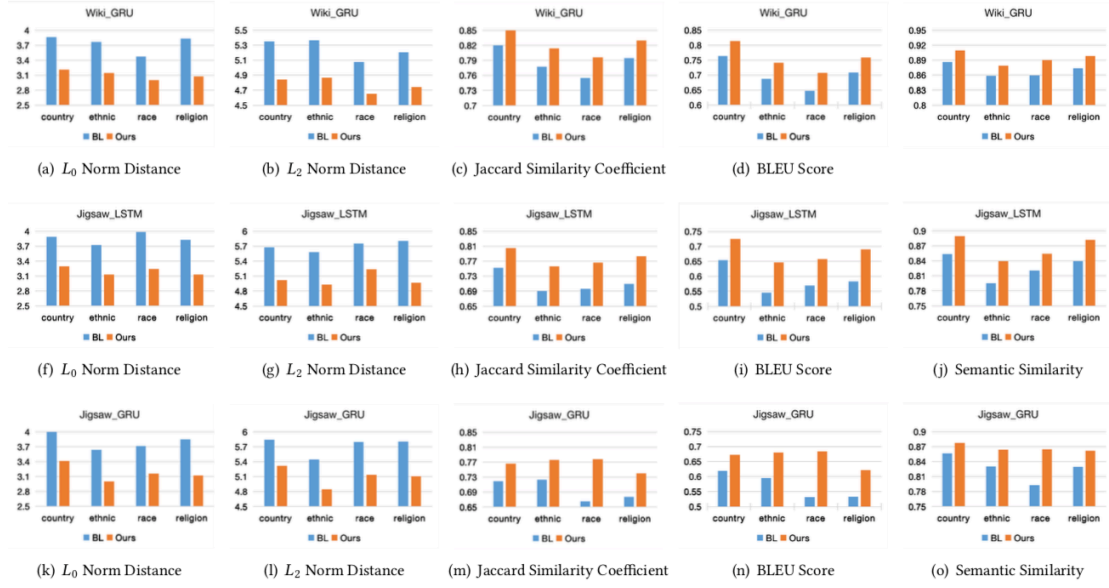 Wiki_GRU
4
3.7
3.4
3.1
2.8
2.5
country ethnic race religion
BL Ours
(a) L₀ Norm Distance
Wiki_GRU
5.5
5.3
5.1
4.9
4.7
4.5
country ethnic race religion
BL Ours
(b) L₂ Norm Distance
Wiki_GRU
0.85
0.82
0.79
0.76
0.73
0.7
country ethnic race religion
BL Ours
(c) Jaccard Similarity Coefficient
Wiki_GRU
0.85
0.8
0.75
0.7
0.65
0.6
country ethnic race religion
BL Ours
(d) BLEU Score
Wiki_GRU
0.95
0.92
0.89
0.86
0.83
0.8
country ethnic race religion
BL Ours
Jigsaw_LSTM
4
3.7
3.4
3.1
2.8
2.5
country ethnic race religion
BL Ours
(f) L₀ Norm Distance
Jigsaw_LSTM
6
5.7
5.4
5.1
4.8
4.5
country ethnic race religion
BL Ours
(g) L₂ Norm Distance
Jigsaw_LSTM
0.85
0.81
0.77
0.73
0.69
0.65
country ethnic race religion
BL Ours
(h) Jaccard Similarity Coefficient
Jigsaw_LSTM
0.75
0.7
0.65
0.6
0.55
0.5
country ethnic race religion
BL Ours
(i) BLEU Score
Jigsaw_LSTM
0.9
0.87
0.84
0.81
0.78
0.75
country ethnic race religion
BL Ours
(j) Semantic Similarity
Jigsaw_GRU
4
3.7
3.4
3.1
2.8
2.5
country ethnic race religion
BL Ours
(k) L₀ Norm Distance
Jigsaw_GRU
6
5.7
5.4
5.1
4.8
4.5
country ethnic race religion
BL Ours
(l) L₂ Norm Distance
Jigsaw_GRU
0.85
0.81
0.77
0.73
0.69
0.65
country ethnic race religion
BL Ours
(m) Jaccard Similarity Coefficient
Jigsaw_GRU
0.75
0.7
0.65
0.6
0.55
0.5
country ethnic race religion
BL Ours
(n) BLEU Score
Jigsaw_GRU
0.9
0.87
0.84
0.81
0.78
0.75
country ethnic race religion
BL Ours
(o) Semantic Similarity